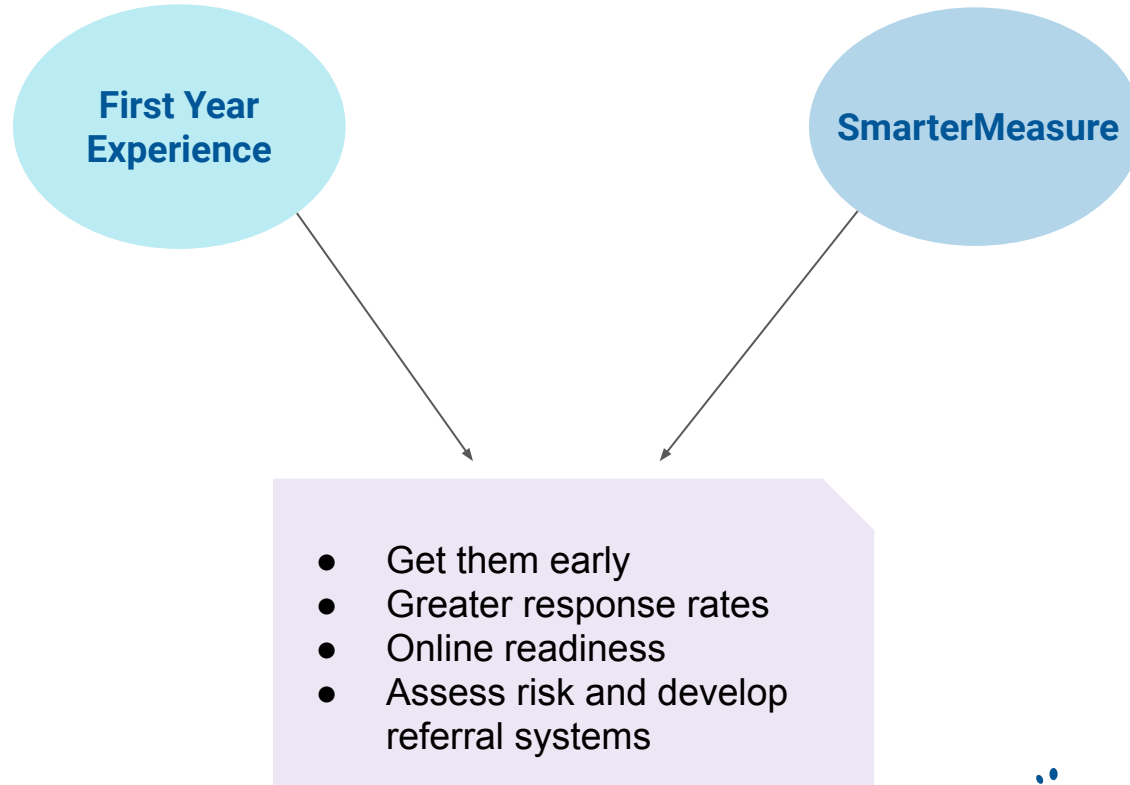 First Year
Experience
SmarterMeasure
● Get them early
● Greater response rates
● Online readiness
● Assess risk and develop
referral systems